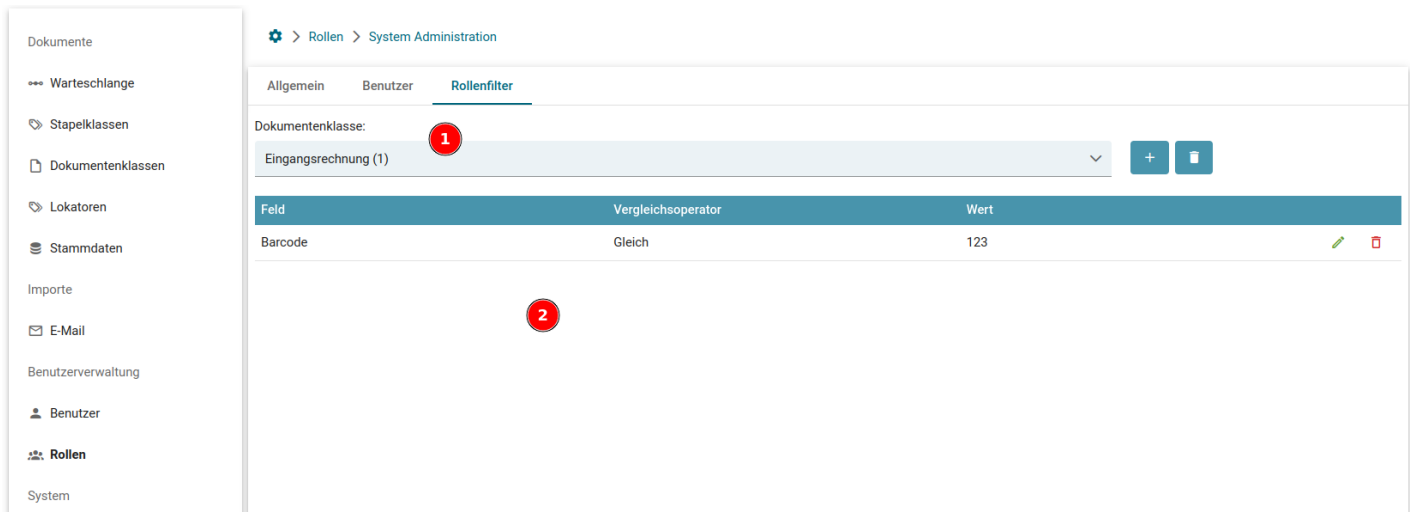 Dokumente
Warteschlange
Stapelklassen
Dokumentenklassen
Lokatoren
Stammdaten
Importe
E-Mail
Benutzerverwaltung
Benutzer
Rollen
System
Rollen > System Administration
Allgemein Benutzer Rollenfilter
Dokumentenklasse:
1
Eingangsrechnung (1)
Feld Vergleichsoperator Wert
Barcode Gleich 123
2